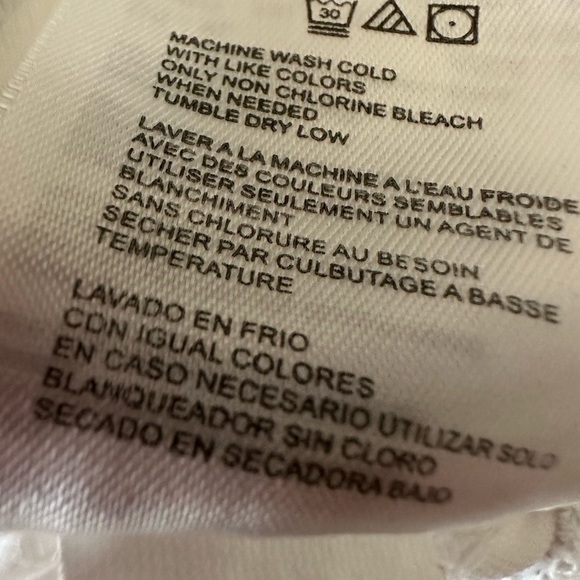 30
MACHINE WASH COLD
WITH LIKE COLORS
ONLY NON CHLORINE BLEACH
WHEN NEEDED
TUMBLE DRY LOW
LAVER A LA MACHINE A L'EAU FROIDE
AVEC DES COULEURS SEMBLABLES
UTILISER SEULEMENT UN AGENT DE
BLANCHIMENT
SANS CHLORURE AU BESOIN
SECHER PAR CULBUTAGE A BASSE
TEMPERATURE
LAVADO EN FRIO
CON IGUAL COLORES
EN CASO NECESARIO UTILIZAR SOLO
BLANQUEADOR SIN CLORO
SECADO EN SECADORA BAJO